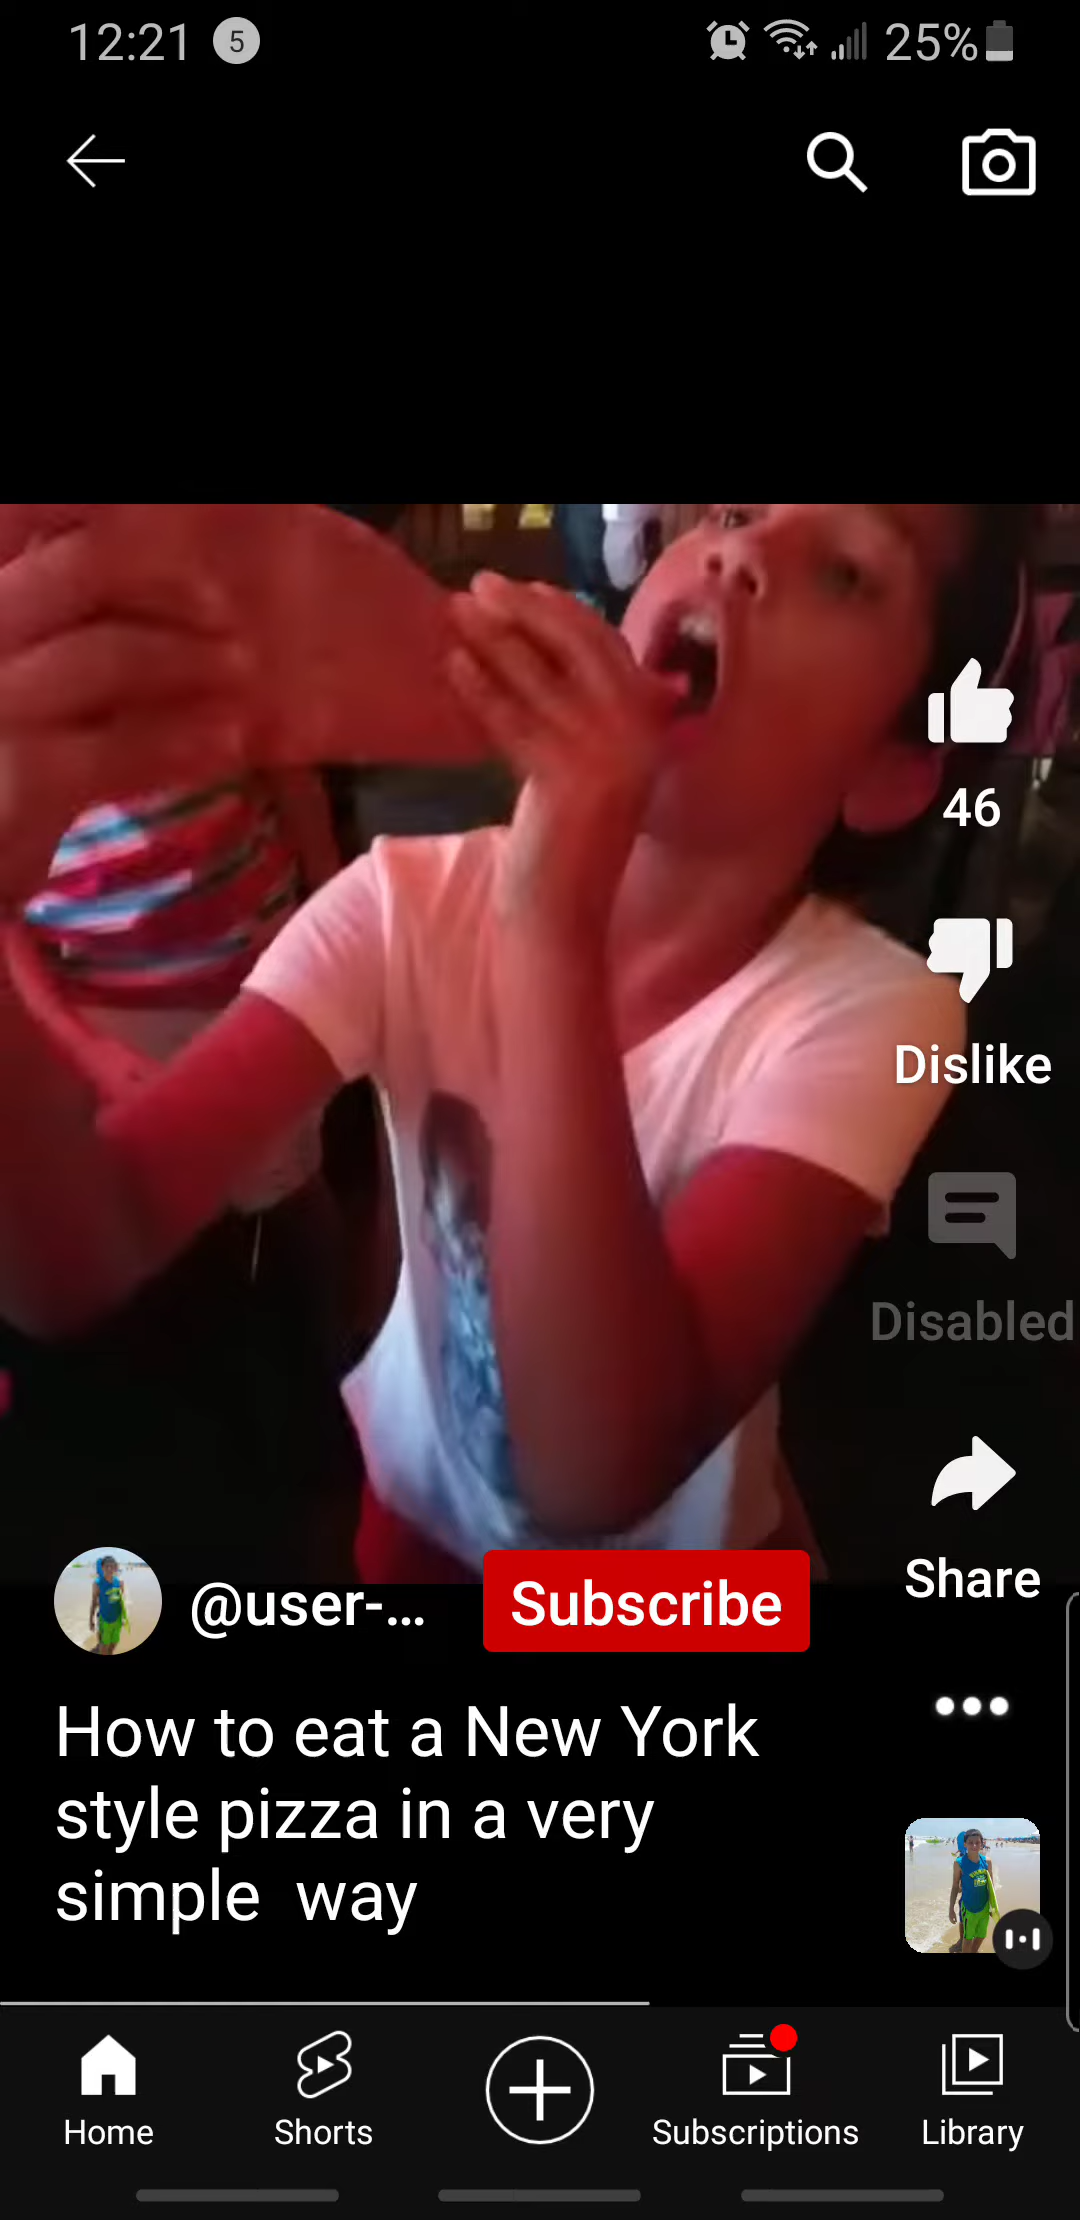 12:21 5 25%
46
Dislike
Disabled
Share
@user-... Subscribe
How to eat a New York
style pizza in a very
simple  way
Home Shorts Subscriptions Library